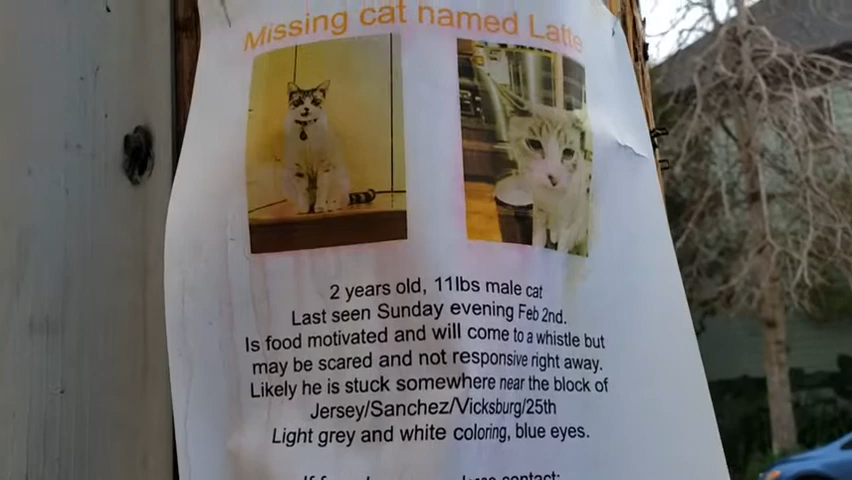 Missing cat named Latte
2 years old, 11lbs male cat
Last seen Sunday evening Feb 2nd.
Is food motivated and will come to a whistle but
may be scared and not responsive right away.
Likely he is stuck somewhere near the block of
Jersey/Sanchez/Vicksburg/25th
Light grey and white coloring, blue eyes.
contact: